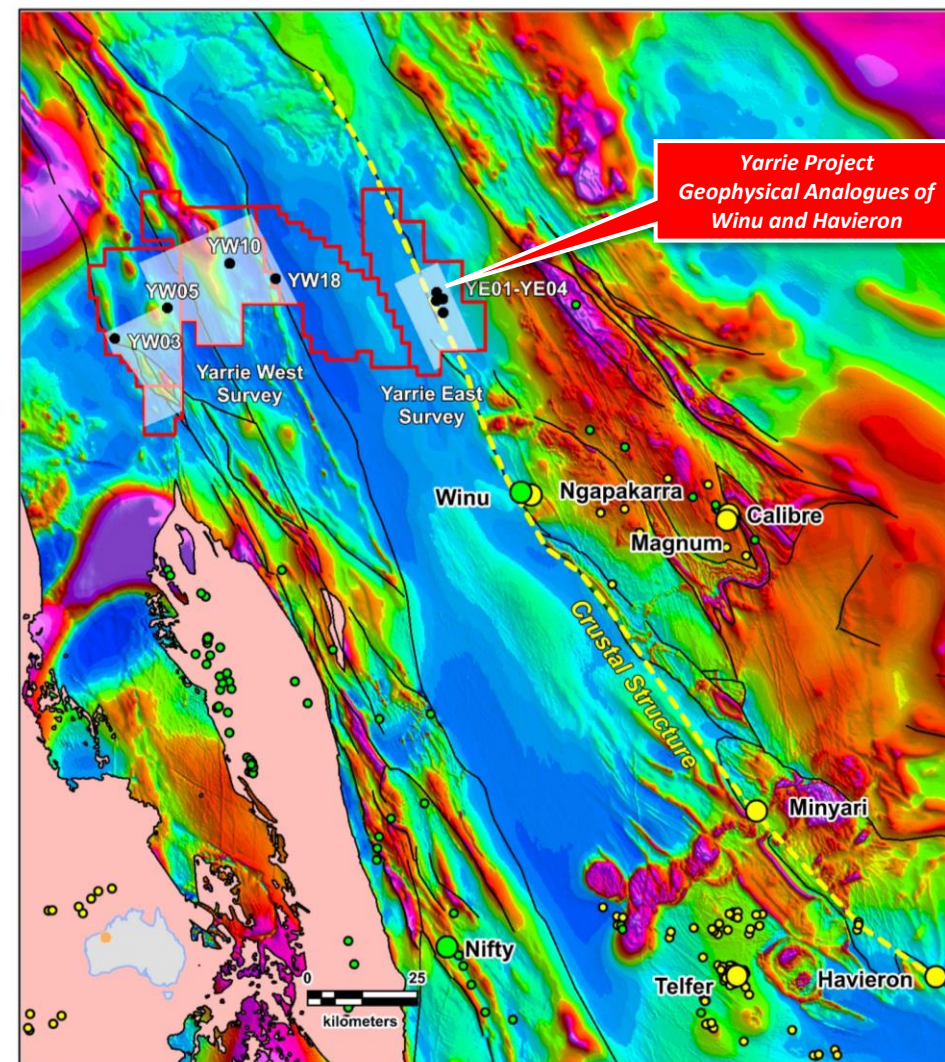 Yarrie Project
Geophysical Analogues of
Winu and Havieron
YW10
YW18
YE01-YE04
YW05
YW03
Yarrie West
Survey
Yarrie East
Survey
Winu
Ngapakarra
Calibre
Magnum
Crustal Structure
Minyari
Nifty
Telfer
Havieron
0 25
kilometers